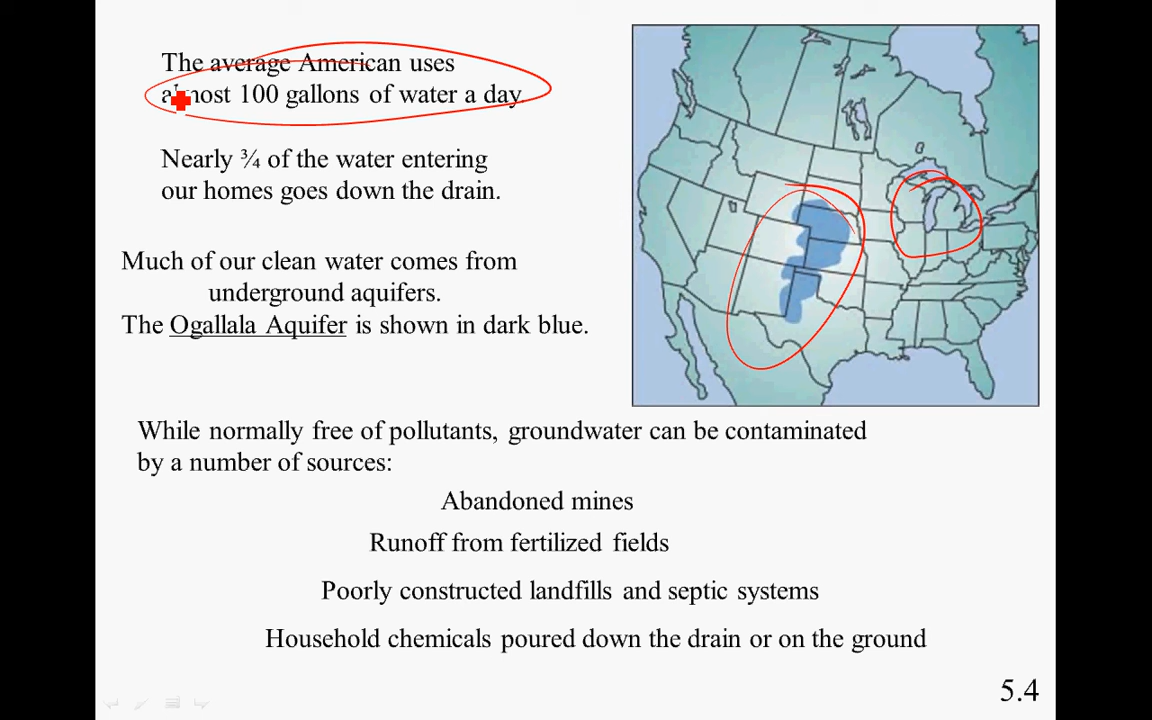 The average American uses
almost 100 gallons of water a day.
Nearly ¾ of the water entering
our homes goes down the drain.
Much of our clean water comes from
underground aquifers.
The Ogallala Aquifer is shown in dark blue.
While normally free of pollutants, groundwater can be contaminated
by a number of sources:
Abandoned mines
Runoff from fertilized fields
Poorly constructed landfills and septic systems
Household chemicals poured down the drain or on the ground
5.4